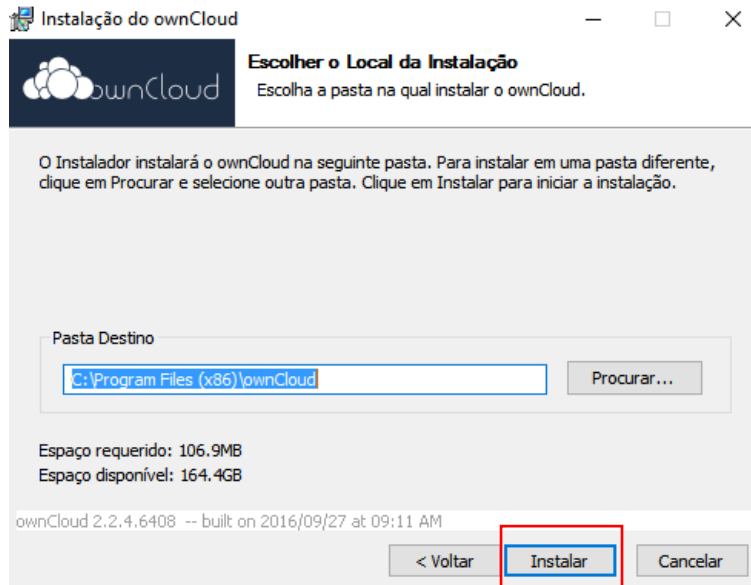 Instalação do ownCloud
ownCloud
Escolher o Local da Instalação
Escolha a pasta na qual instalar o ownCloud.
O Instalador instalará o ownCloud na seguinte pasta. Para instalar em uma pasta diferente,
clique em Procurar e selecione outra pasta. Clique em Instalar para iniciar a instalação.
Pasta Destino
C:\Program Files (x86)\ownCloud
Procurar...
Espaço requerido: 106.9MB
Espaço disponível: 164.4GB
ownCloud 2.2.4.6408 -- built on 2016/09/27 at 09:11 AM
< Voltar
Instalar
Cancelar